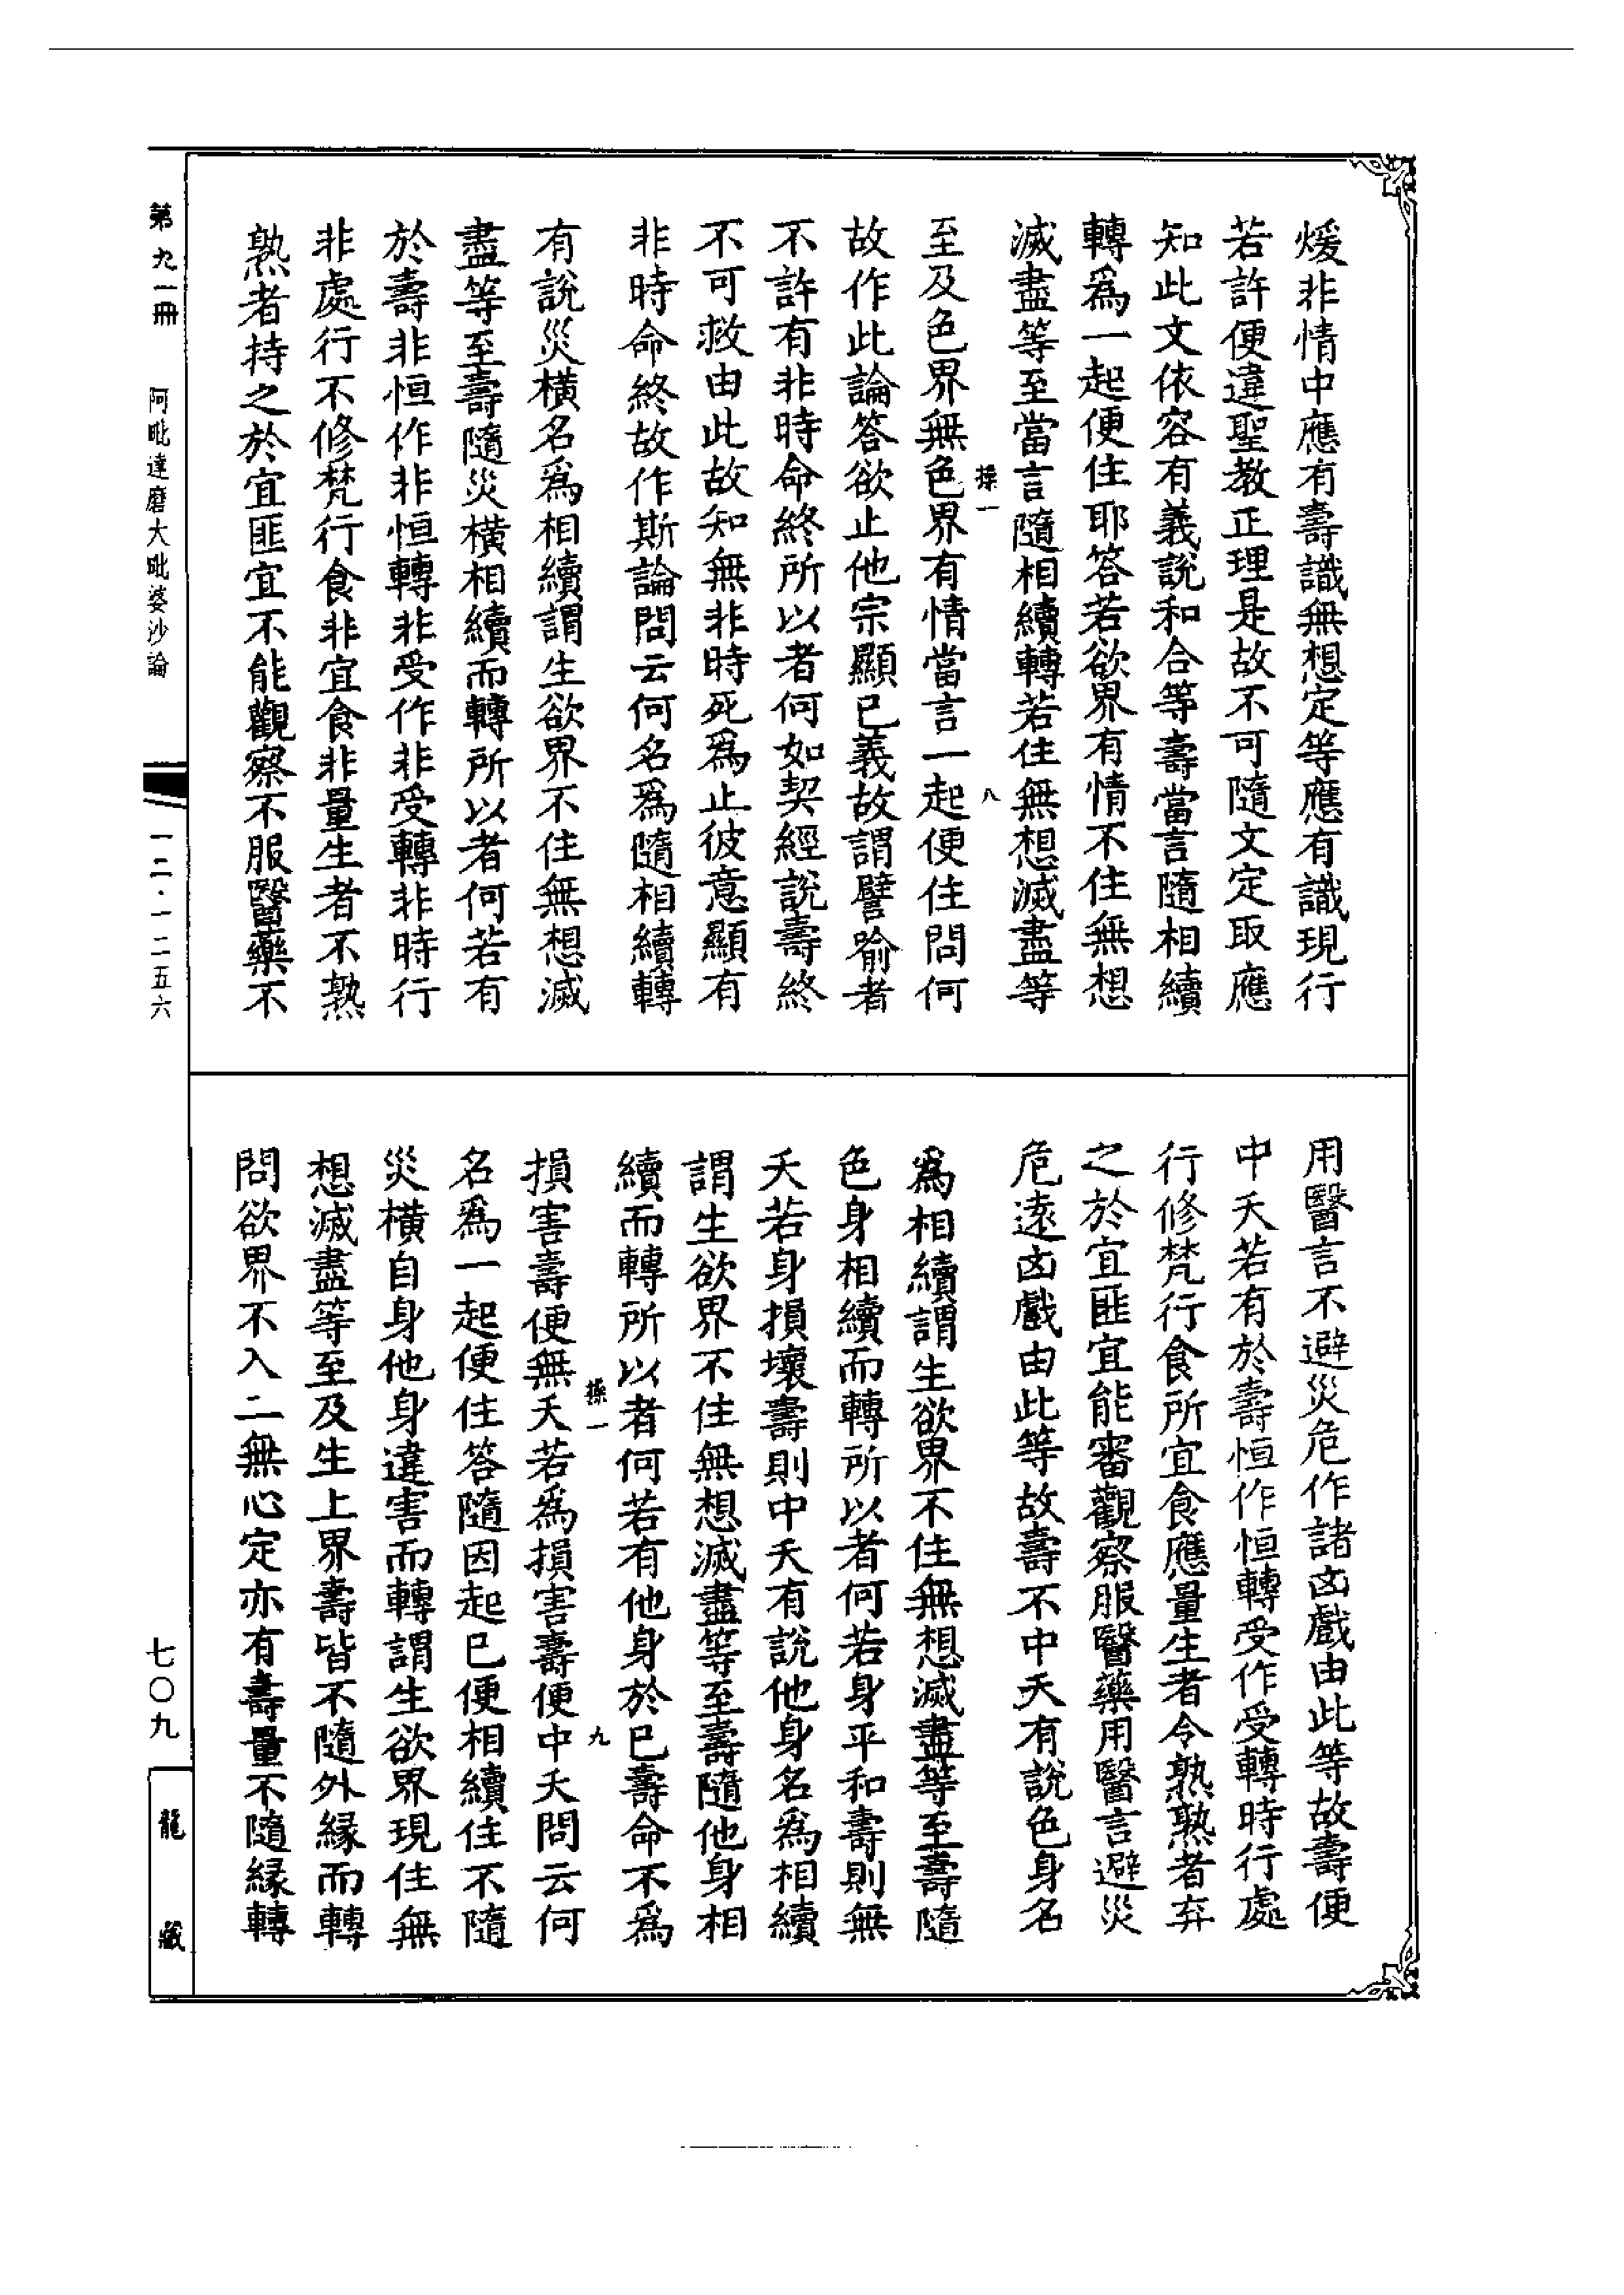 煖非情中應有壽識無想定等應有識現行
若許便違聖教正理是故不可隨文定取應
知此文依容有義說和合等壽當言隨相續
轉爲一起便住耶答若欲界有情不住無想
滅盡等至當言隨相續轉若住無想滅盡等
操一 八
至及色界無色界有情當言一起便住問何
故作此論答欲止他宗顯已義故謂譬喻者
不許有非時命終所以者何如契經說壽終
不可救由此故知無非時死爲止彼意顯有
非時命終故作斯論問云何名爲隨相續轉
有說災橫名爲相續謂生欲界不住無想滅
盡等至壽隨災橫相續而轉所以者何若有
於壽非恒作非恒轉非受作非受轉非時行
非處行不修梵行食非宜食非量生者不熟
熟者持之於宜匪宜不能觀察不服醫藥不
用醫言不避災危作諸凶戲由此等故壽便
中夭若有於壽恒作恒轉受作受轉時行處
行修梵行食所宜食應量生者令熟熟者弃
之於宜匪宜能審觀察服醫藥用醫言避災
危遠凶戲由此等故壽不中夭有說色身名
爲相續謂生欲界不住無想滅盡等至壽隨
色身相續而轉所以者何若身平和壽則無
夭若身損壞壽則中夭有說他身名爲相續
謂生欲界不住無想滅盡等至壽隨他身相
續而轉所以者何若有他身於已壽命不爲
操一 九
損害壽便無夭若爲損害壽便中夭問云何
名爲一起便住答隨因起已便相續住不隨
災橫自身他身違害而轉謂生欲界現住無
想滅盡等至及生上界壽皆不隨外緣而轉
問欲界不入二無心定亦有壽量不隨緣轉
第九一冊 阿毗達磨大毗婆沙論 一二·一二五六 七〇九 龍藏